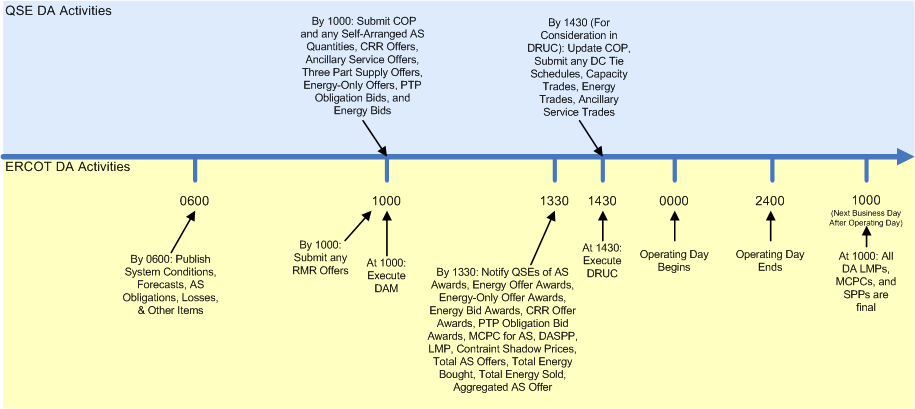 QSE DA Activities
By 1000: Submit COP
and any Self-Arranged AS
Quantities, CRR Offers,
Ancillary Service Offers,
Three Part Supply Offers,
Energy-Only Offers, PTP
Obligation Bids, and
Energy Bids
By 1430 (For
Consideration in
DRUC): Update COP,
Submit any DC Tie
Schedules, Capacity
Trades, Energy
Trades, Ancillary
Service Trades
ERCOT DA Activities
0600
1000
1330
1430
0000
2400
1000
(Next Business Day
After Operating Day)
By 0600: Publish
System Conditions,
Forecasts, AS
Obligations, Losses,
& Other Items
By 1000:
Submit any
RMR Offers
At 1000:
Execute
DAM
By 1330: Notify QSEs of AS
Awards, Energy Offer Awards,
Energy-Only Offer Awards,
Energy Bid Awards, CRR Offer
Awards, PTP Obligation Bid
Awards, MCPC for AS, DASPP,
LMP, Contraint Shadow Prices,
Total AS Offers, Total Energy
Bought, Total Energy Sold,
Aggregated AS Offer
At 1430:
Execute
DRUC
Operating Day
Begins
Operating Day
Ends
At 1000: All
DA LMPs,
MCPCs, and
SPPs are
final